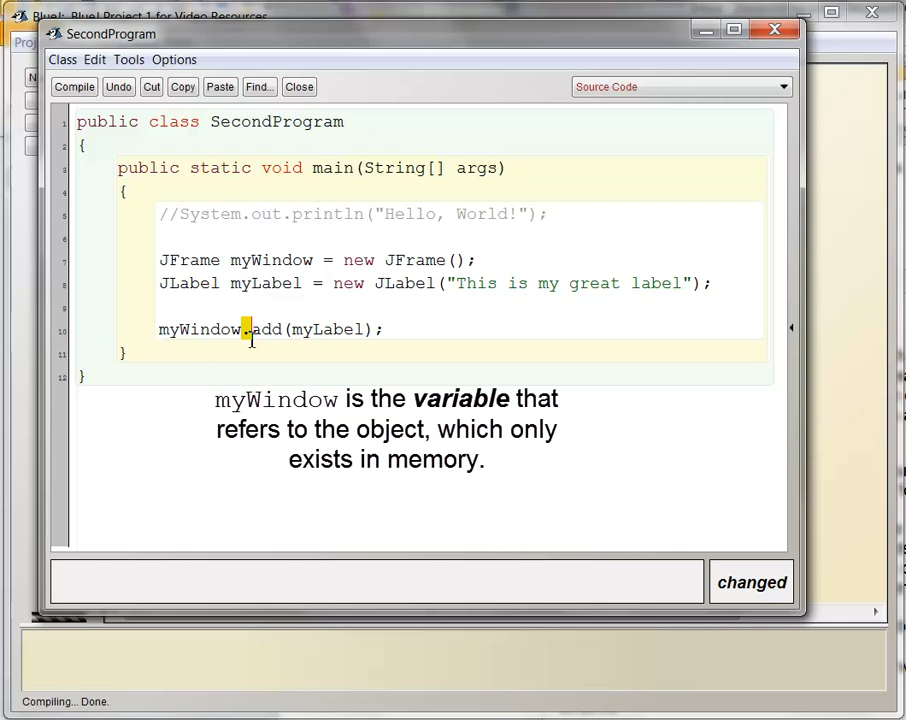 BlueJ: BlueJ Project 1 for Video Resources
Proj
SecondProgram
Class Edit Tools Options
N
Compile Undo Cut Copy Paste Find... Close Source Code
1 public class SecondProgram
2 {
3 public static void main(String[] args)
4 {
5 //System.out.println("Hello, World!");
6
7 JFrame myWindow = new JFrame();
8 JLabel myLabel = new JLabel("This is my great label");
9
10 myWindow.add(myLabel);
11 }
12 }
myWindow is the variable that
refers to the object, which only
exists in memory.
changed
Compiling... Done.